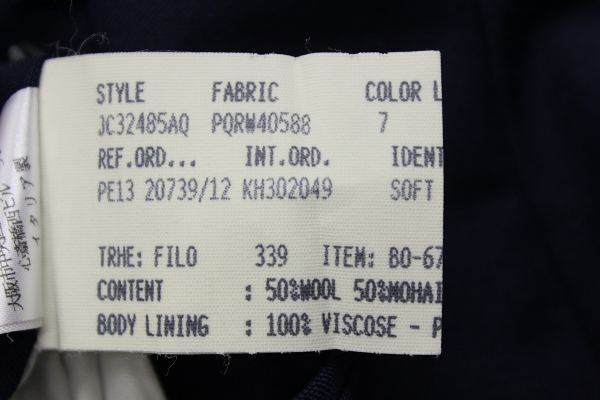 STYLE FABRIC COLOR L
JC32485AQ PQRW40588 7
REF.ORD... INT.ORD. IDENT
PE13 20739/12 KH302049 SOFT
TRHE: FILO 339 ITEM: BO-67
CONTENT : 50%WOOL 50%MOHAI
BODY LINING : 100% VISCOSE - P
イタリア製